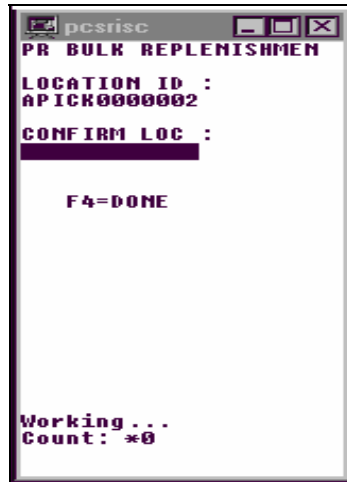 pcsrisc
PR BULK REPLENISHMEN
LOCATION ID :
APICK0000002
CONFIRM LOC :
F4=DONE
Working...
Count: *0